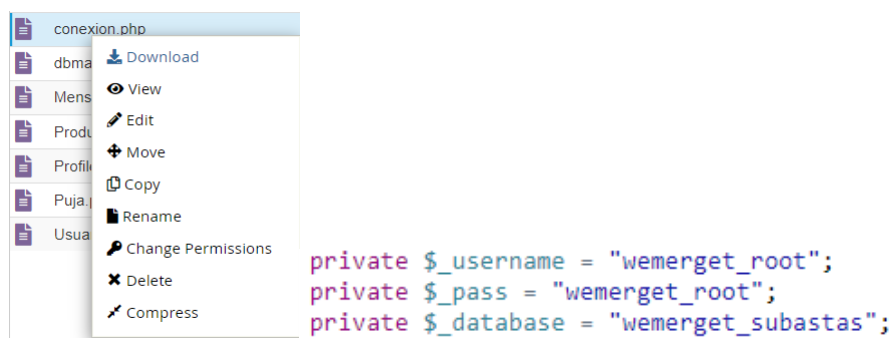 conexion.php
dbma
Mens
Produ
Profile
Puja.
Usua
Download
View
Edit
Move
Copy
Rename
Change Permissions
Delete
Compress
private $_username = "wemerget_root";
private $_pass = "wemerget_root";
private $_database = "wemerget_subastas";